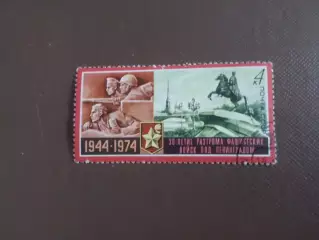 4
К
1944-1974
30-ЛЕТИЕ РАЗГРОМА ФАШИСТСКИХ
ВОЙСК ПОД ЛЕНИНГРАДОМ